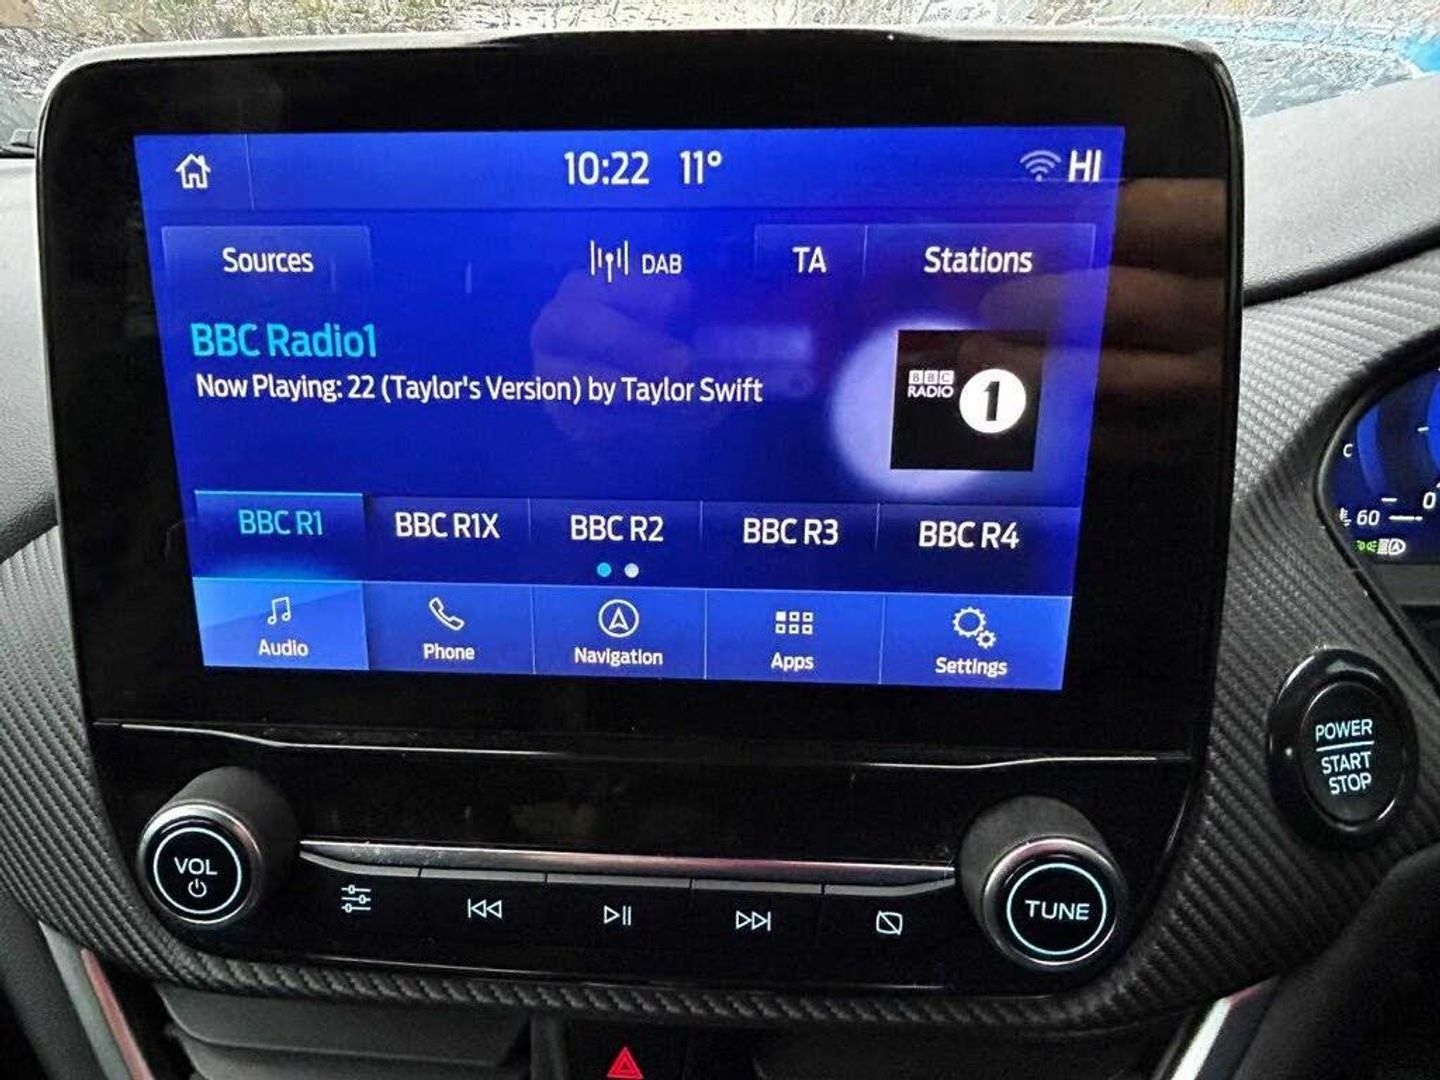 10:22 11° HI
Sources DAB TA Stations
BBC Radio1
Now Playing: 22 (Taylor's Version) by Taylor Swift
BBC
RADIO 1
BBC R1 BBC R1X BBC R2 BBC R3 BBC R4
Audio Phone Navigation Apps Settings
C
60 0
POWER
START
STOP
VOL
TUNE